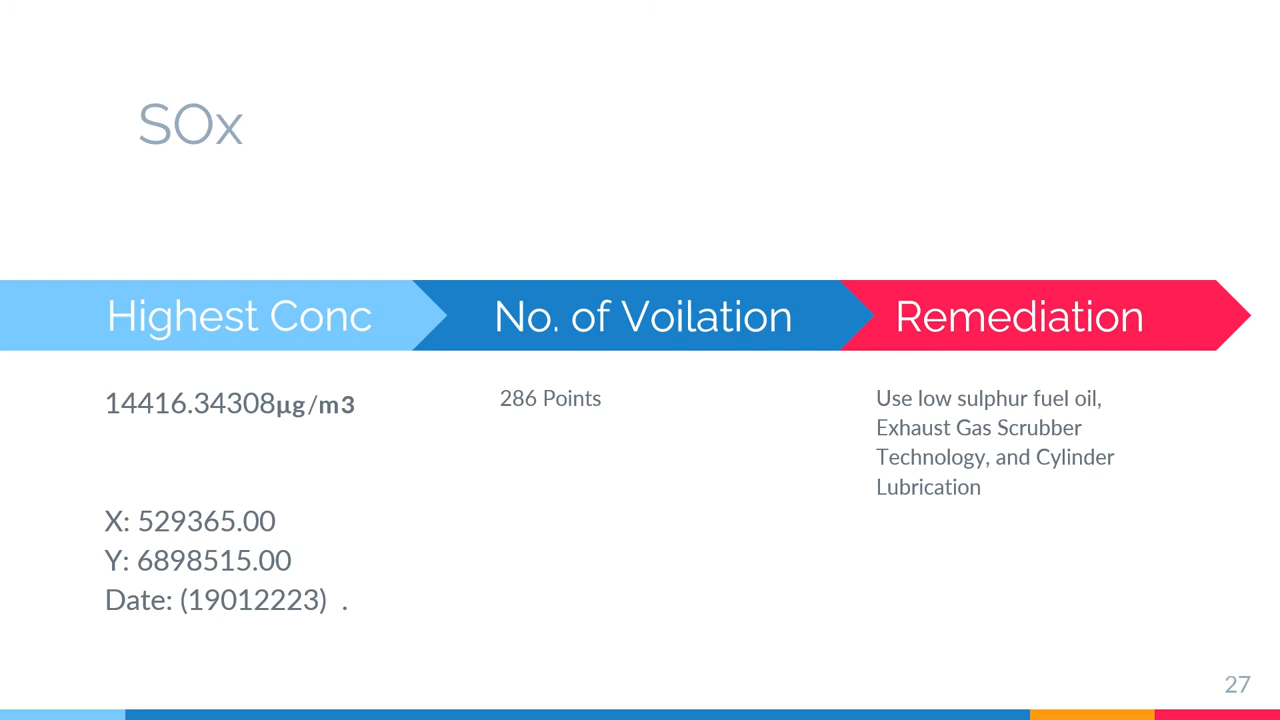 SOx
Highest Conc
No. of Voilation
Remediation
14416.34308µg/m3
X: 529365.00
Y: 6898515.00
Date: (19012223) .
286 Points
Use low sulphur fuel oil,
Exhaust Gas Scrubber
Technology, and Cylinder
Lubrication
27